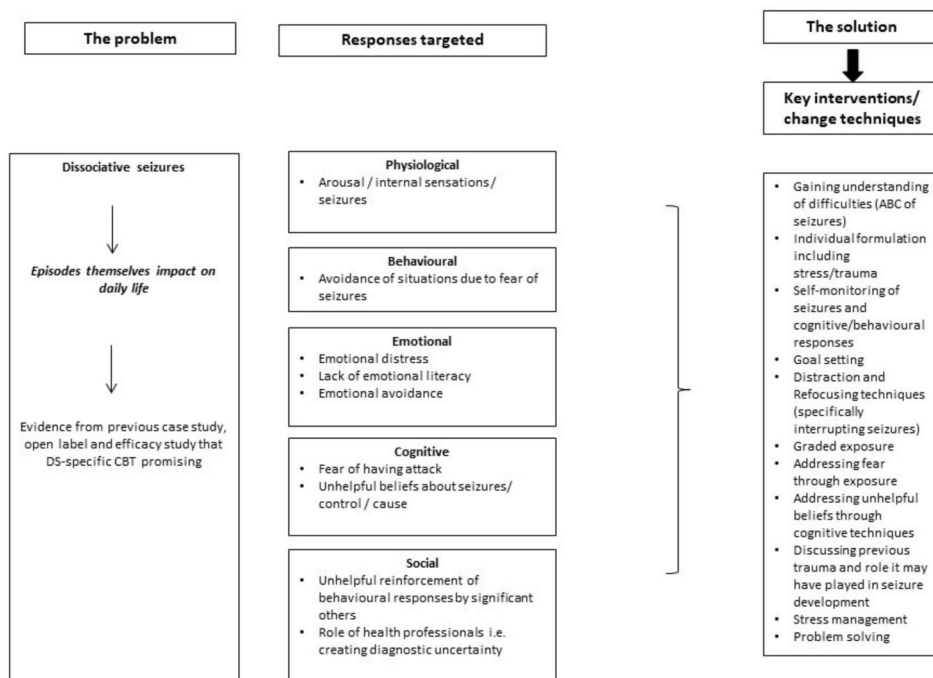 The problem
Dissociative seizures
Episodes themselves impact on
daily life
Evidence from previous case study,
open label and efficacy study that
DS-specific CBT promising
Responses targeted
Physiological
• Arousal / internal sensations/
seizures
Behavioural
• Avoidance of situations due to fear of
seizures
Emotional
• Emotional distress
• Lack of emotional literacy
• Emotional avoidance
Cognitive
• Fear of having attack
• Unhelpful beliefs about seizures/
control / cause
Social
• Unhelpful reinforcement of
behavioural responses by significant
others
• Role of health professionals i.e.
creating diagnostic uncertainty
The solution
Key interventions/
change techniques
• Gaining understanding
of difficulties (ABC of
seizures)
• Individual formulation
including
stress/trauma
• Self-monitoring of
seizures and
cognitive/behavioural
responses
• Goal setting
• Distraction and
Refocusing techniques
(specifically
interrupting seizures)
• Graded exposure
• Addressing fear
through exposure
• Addressing unhelpful
beliefs through
cognitive techniques
• Discussing previous
trauma and role it may
have played in seizure
development
• Stress management
• Problem solving